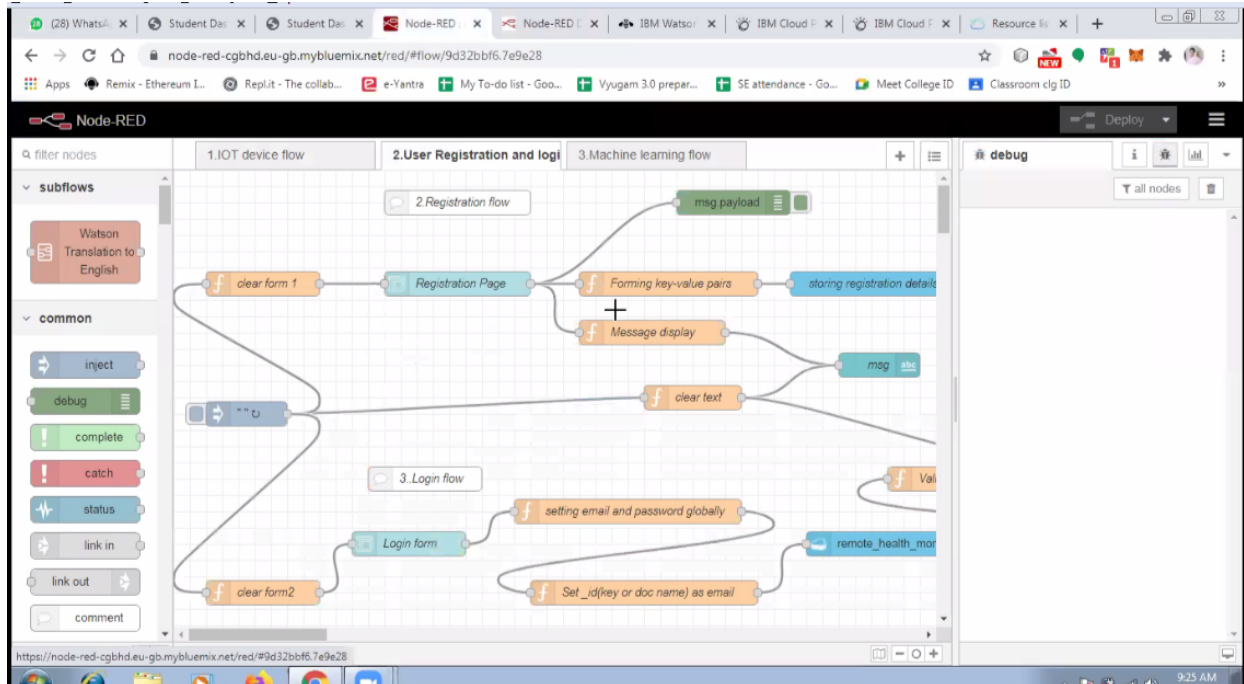 (28) WhatsA
Student Das
Student Das
Node-RED :
Node-RED D
IBM Watson
IBM Cloud P
IBM Cloud F
Resource lis
node-red-cgbhd.eu-gb.mybluemix.net/red/#flow/9d32bbf6.7e9e28
NEW
1
Apps
Remix - Ethereum I...
Repl.it - The collab...
e-Yantra
My To-do list - Goo...
Vyugam 3.0 prepar...
SE attendance - Go...
Meet College ID
Classroom clg ID
»
Node-RED
Deploy
filter nodes
1.IOT device flow
2.User Registration and logi
3.Machine learning flow
debug
i
subflows
all nodes
2.Registration flow
msg.payload
Watson
Translation to
English
clear form 1
Registration Page
Forming key-value pairs
storing registration details
common
Message display
inject
msg
abc
debug
clear text
" " ↻
complete
catch
3..Login flow
Val
status
setting email and password globally
link in
Login form
remote_health_mor
link out
clear form2
Set _id(key or doc name) as email
comment
https://node-red-cgbhd.eu-gb.mybluemix.net/red/#9d32bbf6.7e9e28
9:25 AM